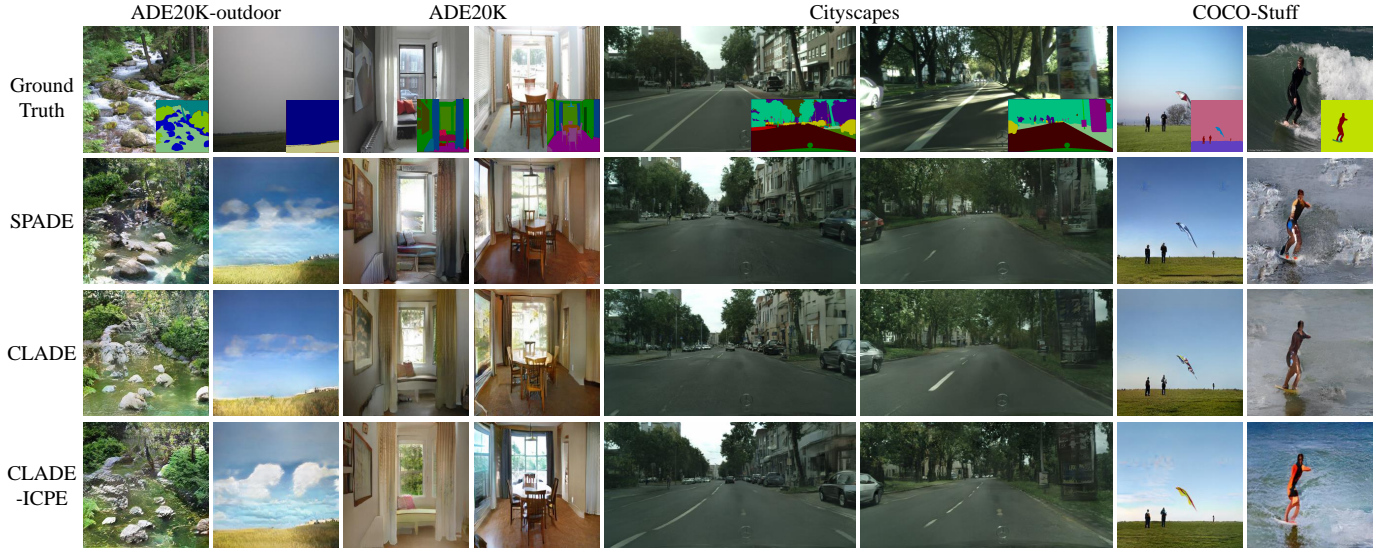 ADE20K-outdoor
ADE20K
Cityscapes
COCO-Stuff
Ground
Truth
SPADE
CLADE
CLADE
-ICPE